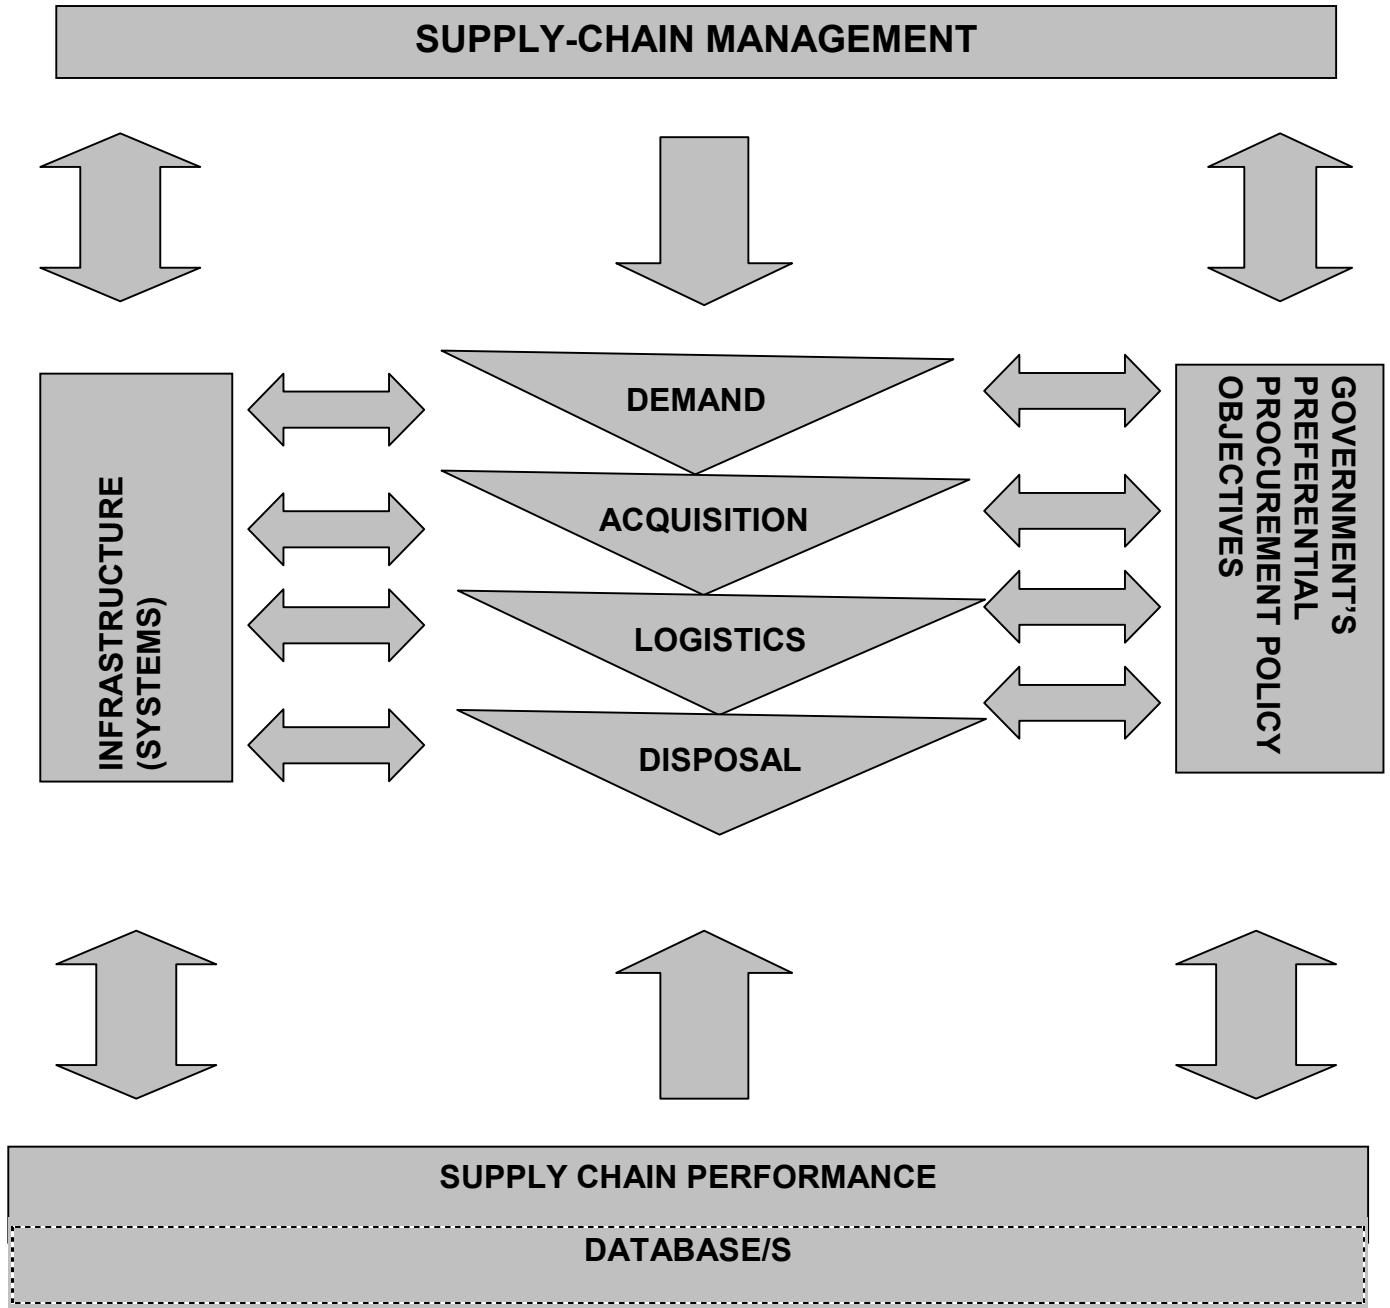 SUPPLY-CHAIN MANAGEMENT
INFRASTRUCTURE
(SYSTEMS)
DEMAND
ACQUISITION
LOGISTICS
DISPOSAL
GOVERNMENT’S
PREFERENTIAL
PROCUREMENT POLICY
OBJECTIVES
SUPPLY CHAIN PERFORMANCE
DATABASE/S